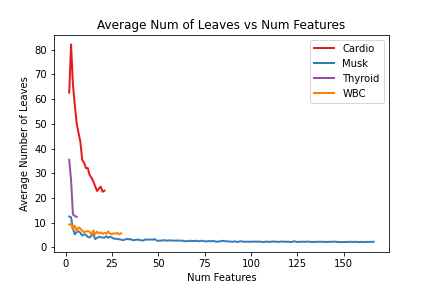 Average Num of Leaves vs Num Features
Average Number of Leaves
80
70
60
50
40
30
20
10
0
Cardio
Musk
Thyroid
WBC
0
25
50
75
100
125
150
Num Features